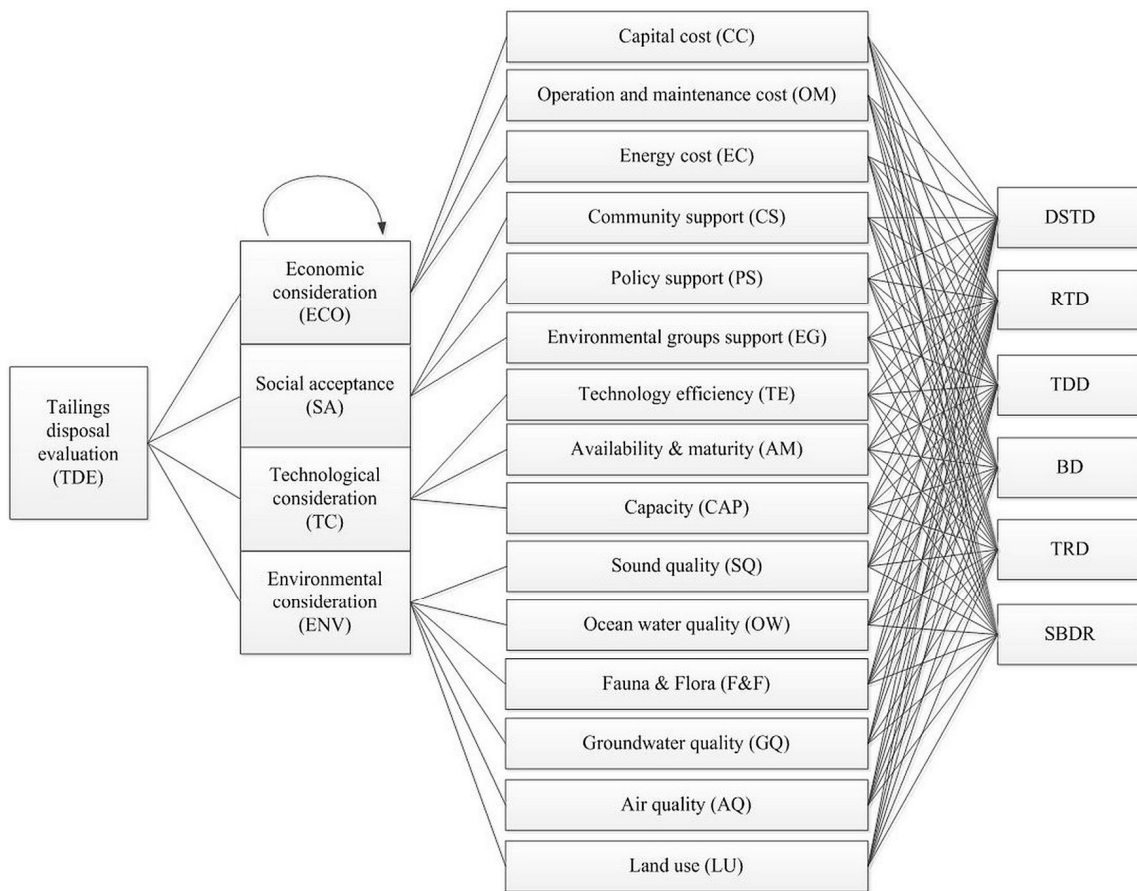 Tailings
disposal
evaluation
(TDE)
Economic
consideration
(ECO)
Social acceptance
(SA)
Technological
consideration
(TC)
Environmental
consideration
(ENV)
Capital cost (CC)
Operation and maintenance cost (OM)
Energy cost (EC)
Community support (CS)
Policy support (PS)
Environmental groups support (EG)
Technology efficiency (TE)
Availability & maturity (AM)
Capacity (CAP)
Sound quality (SQ)
Ocean water quality (OW)
Fauna & Flora (F&F)
Groundwater quality (GQ)
Air quality (AQ)
Land use (LU)
DSTD
RTD
TDD
BD
TRD
SBDR